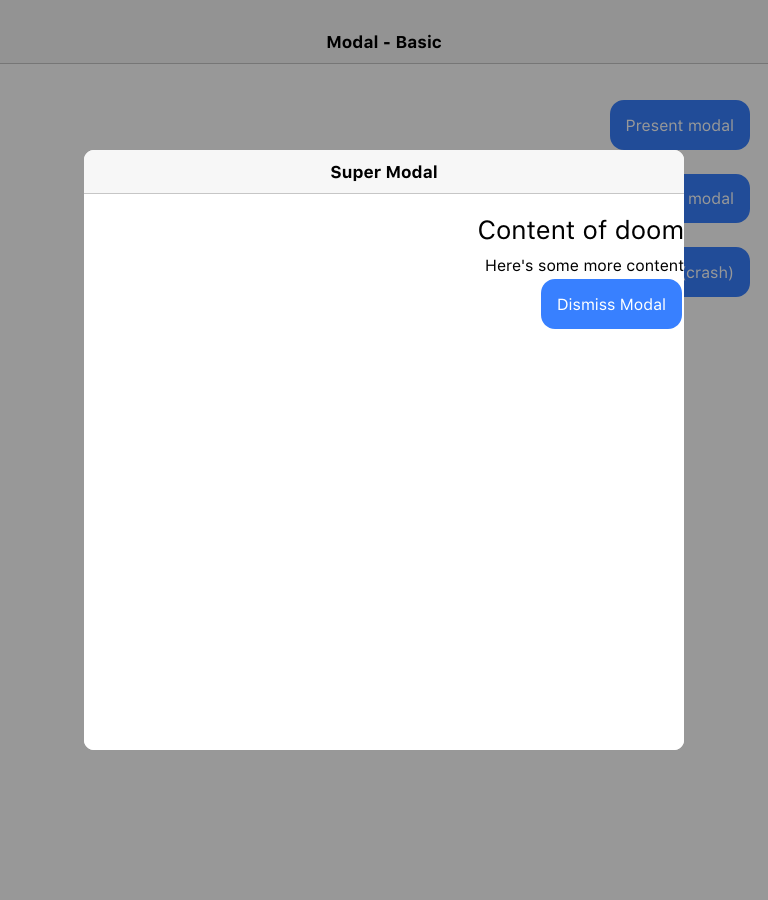 Modal - Basic
Present modal
Super Modal
modal
Content of doom
Here's some more content
crash)
Dismiss Modal